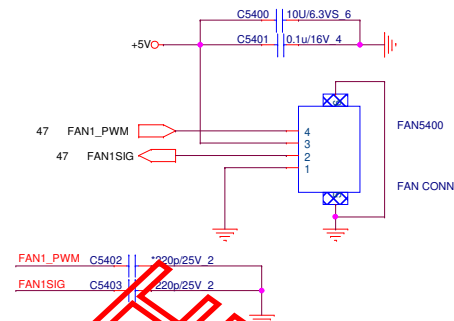 C5400 10U/6.3VS_6
C5401 0.1u/16V_4
+5V
47 FAN1_PWM
47 FAN1SIG
4
3
2
1
FAN5400
FAN CONN
FAN1_PWM C5402 *220p/25V_2
FAN1SIG C5403 *220p/25V_2